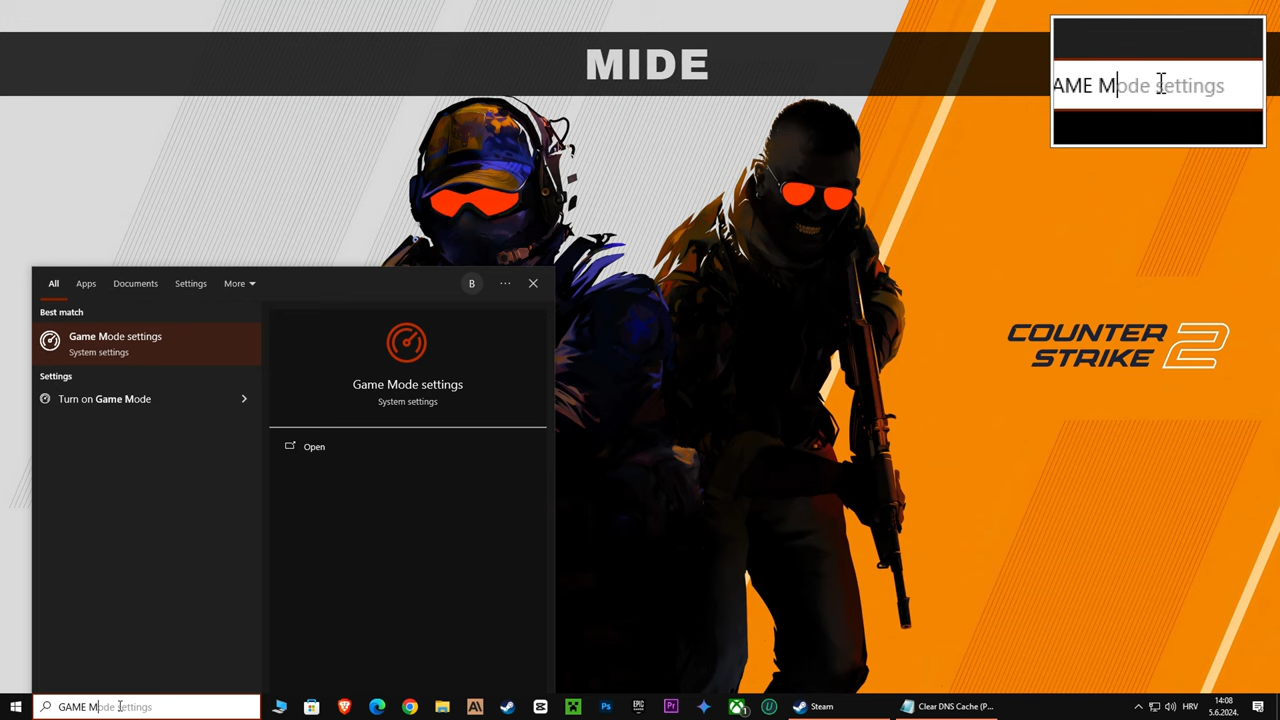 MIDE
AME Mode settings
COUNTER
STRIKE 2
All Apps Documents Settings More B ... 
Best match
Game Mode settings
System settings
Settings
Turn on Game Mode
Game Mode settings
System settings
Open
GAME Mode settings
Steam
Clear DNS Cache (P...
HRV
14:08
5.6.2024.